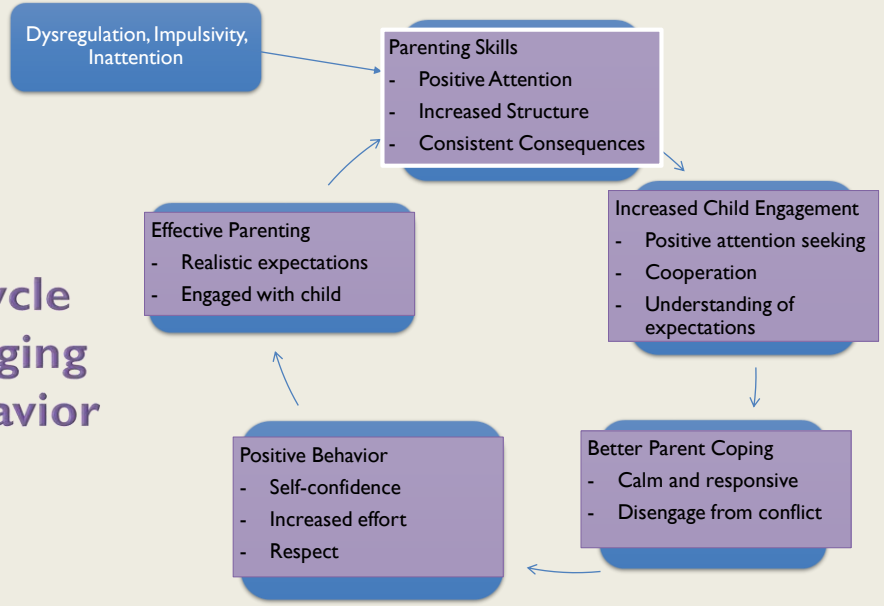 Dysregulation, Impulsivity,
Inattention
Parenting Skills
- Positive Attention
- Increased Structure
- Consistent Consequences
Increased Child Engagement
- Positive attention seeking
- Cooperation
- Understanding of
expectations
Better Parent Coping
- Calm and responsive
- Disengage from conflict
Positive Behavior
- Self-confidence
- Increased effort
- Respect
Effective Parenting
- Realistic expectations
- Engaged with child
ycle
ging
avior